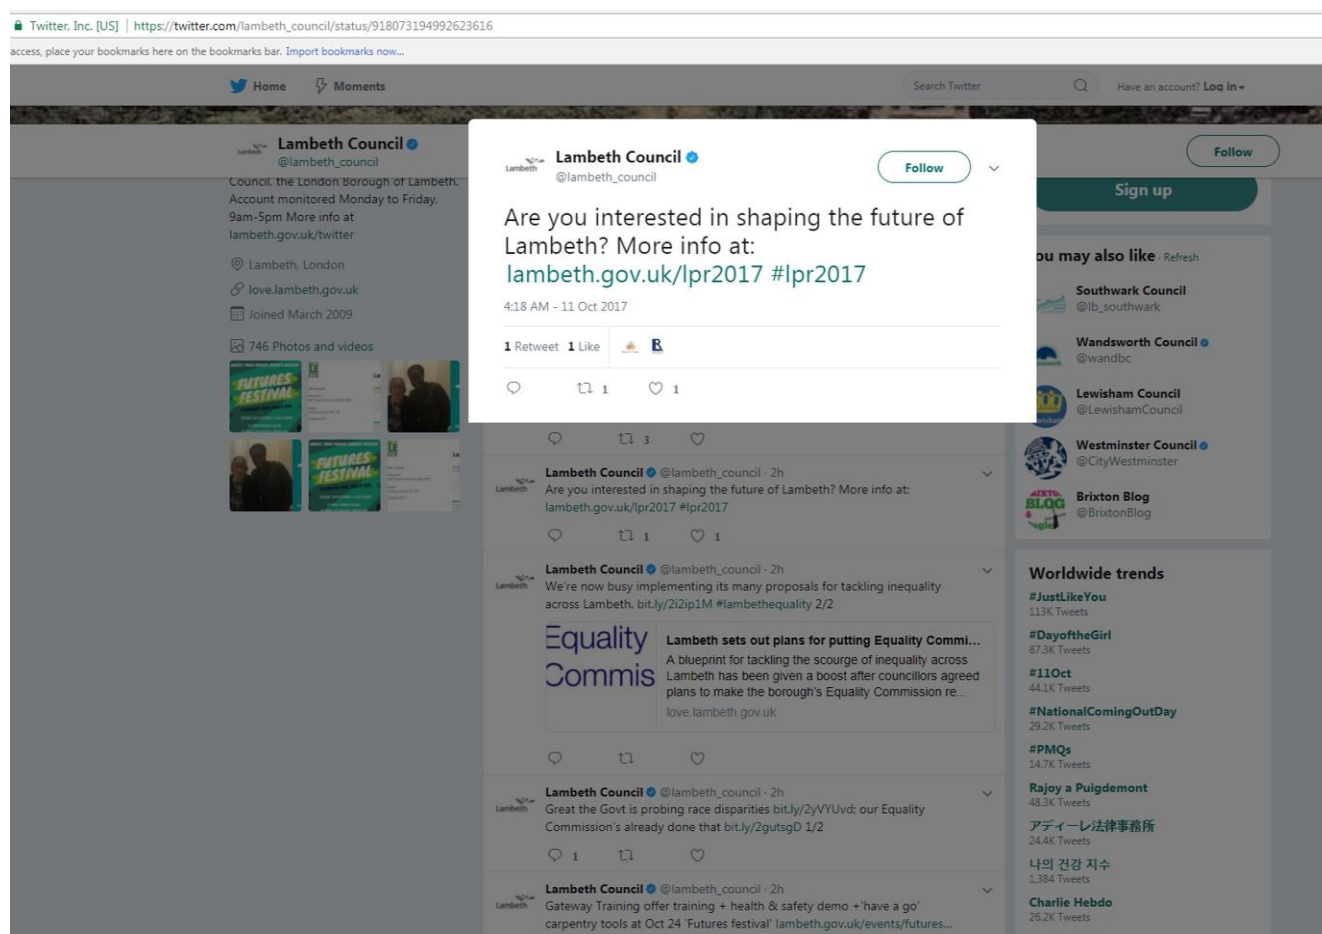 Twitter, Inc. [US] | https://twitter.com/lambeth_council/status/918073194992623616
access, place your bookmarks here on the bookmarks bar. Import bookmarks now...
Home Moments Search Twitter Have an account? Log in
Lambeth Council
@lambeth_council
Follow
Council, the London Borough of Lambeth.
Account monitored Monday to Friday,
9am-5pm More info at
lambeth.gov.uk/twitter
Lambeth, London
love.lambeth.gov.uk
Joined March 2009
746 Photos and videos
FUTURES
FESTIVAL
FUTURES
FESTIVAL
Lambeth
Lambeth Council
@lambeth_council
Follow
Are you interested in shaping the future of
Lambeth? More info at:
lambeth.gov.uk/lpr2017 #lpr2017
4:18 AM - 11 Oct 2017
1 Retweet 1 Like
1 1
3
Lambeth
Lambeth Council @lambeth_council · 2h
Are you interested in shaping the future of Lambeth? More info at:
lambeth.gov.uk/lpr2017 #lpr2017
1 1
Lambeth
Lambeth Council @lambeth_council · 2h
We're now busy implementing its many proposals for tackling inequality
across Lambeth. bit.ly/2i2ip1M #lambethequality 2/2
Equality
Commis
Lambeth sets out plans for putting Equality Commi...
A blueprint for tackling the scourge of inequality across
Lambeth has been given a boost after councillors agreed
plans to make the borough's Equality Commission re...
love.lambeth.gov.uk
Lambeth
Lambeth Council @lambeth_council · 2h
Great the Govt is probing race disparities bit.ly/2yVYUvd; our Equality
Commission's already done that bit.ly/2gutsgD 1/2
1
Lambeth
Lambeth Council @lambeth_council · 2h
Gateway Training offer training + health & safety demo +'have a go'
carpentry tools at Oct 24 'Futures festival' lambeth.gov.uk/events/futures...
Sign up
ou may also like · Refresh
Southwark Council
@lb_southwark
Wandsworth Council
@wandbc
Lewisham Council
@LewishamCouncil
Westminster Council
@CityWestminster
BLOG
Brixton Blog
@BrixtonBlog
Worldwide trends
#JustLikeYou
113K Tweets
#DayoftheGirl
87.3K Tweets
#11Oct
44.1K Tweets
#NationalComingOutDay
29.2K Tweets
#PMQs
14.7K Tweets
Rajoy a Puigdemont
48.3K Tweets
アディーレ法律事務所
24.4K Tweets
나의 건강 지수
1,384 Tweets
Charlie Hebdo
26.2K Tweets